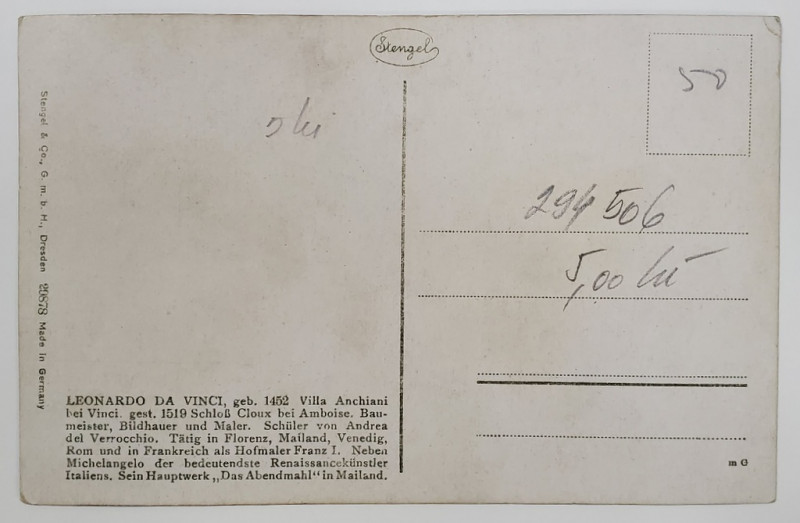 Stengel
50
294 506
5,00
Stengel & Co., G. m. b. H., Dresden 29878 Made in Germany
LEONARDO DA VINCI, geb. 1452 Villa Anchiani
bei Vinci. gest. 1519 Schloß Cloux bei Amboise. Bau-
meister, Bildhauer und Maler. Schüler von Andrea
del Verrocchio. Tätig in Florenz, Mailand, Venedig,
Rom und in Frankreich als Hofmaler Franz I. Neben
Michelangelo der bedeutendste Renaissancekünstler
Italiens. Sein Hauptwerk „Das Abendmahl“ in Mailand.
m G